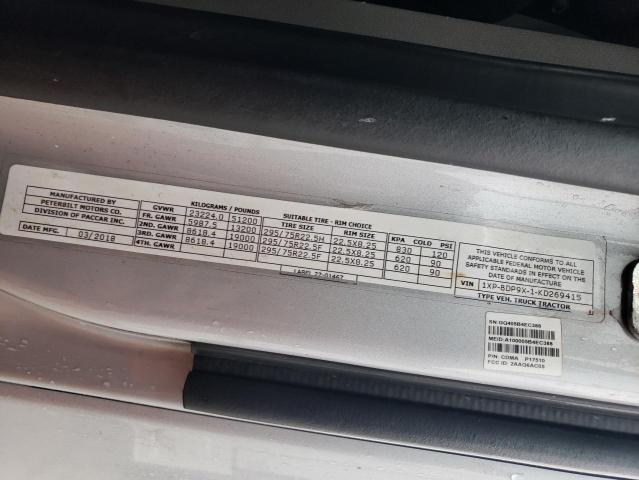 MANUFACTURED BY
PETERBILT MOTORS CO.
DIVISION OF PACCAR INC.
DATE MFG. 03/2018
KILOGRAMS / POUNDS
GVWR 23224.0 51200
FR. GAWR 5987.5 13200
2ND. GAWR 8618.4 19000
3RD. GAWR 8618.4 19000
4TH. GAWR
SUITABLE TIRE - RIM CHOICE
TIRE SIZE RIM SIZE
295/75R22.5H 22.5X8.25
295/75R22.5F 22.5X8.25
295/75R22.5F 22.5X8.25
KPA COLD PSI
830 120
620 90
620 90
LABEL 22-01467
THIS VEHICLE CONFORMS TO ALL
APPLICABLE FEDERAL MOTOR VEHICLE
SAFETY STANDARDS IN EFFECT ON THE
DATE OF MANUFACTURE
VIN 1XP-BDP9X-1-KD269415
TYPE VEH. TRUCK TRACTOR
P/N: CDMA P17510